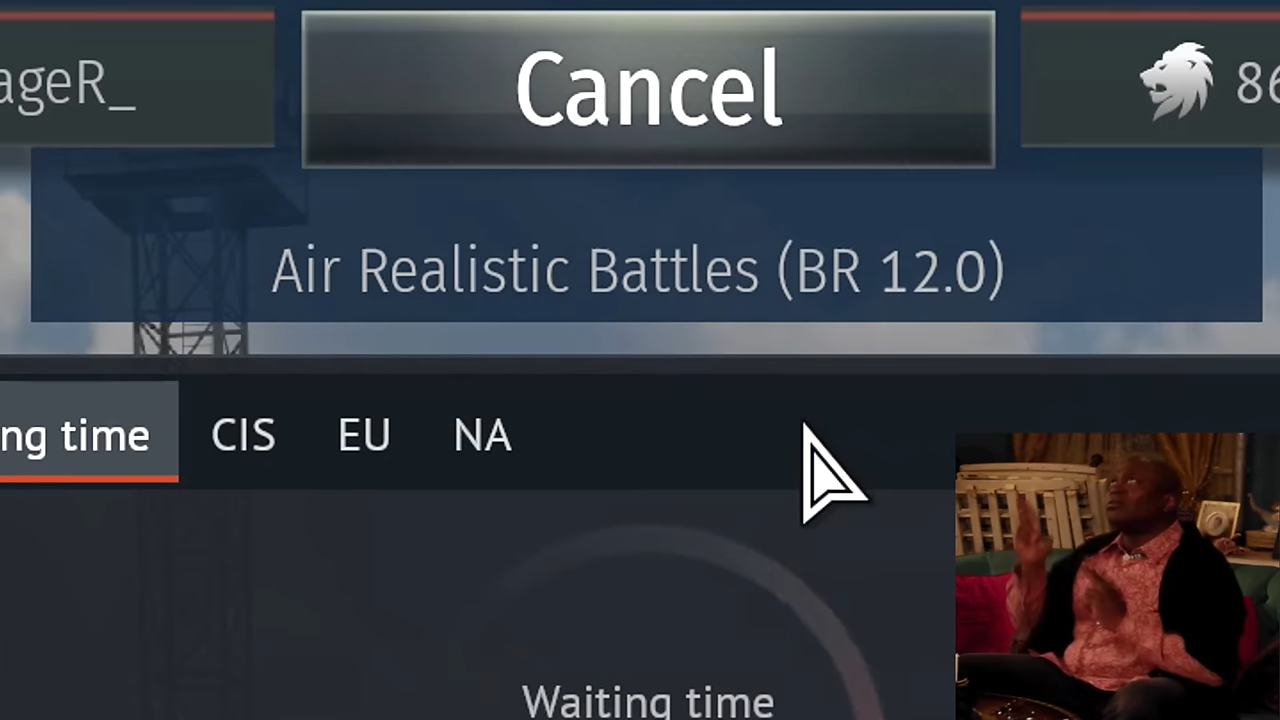 ageR_
Cancel
86
Air Realistic Battles (BR 12.0)
ng time
CIS
EU
NA
Waiting time